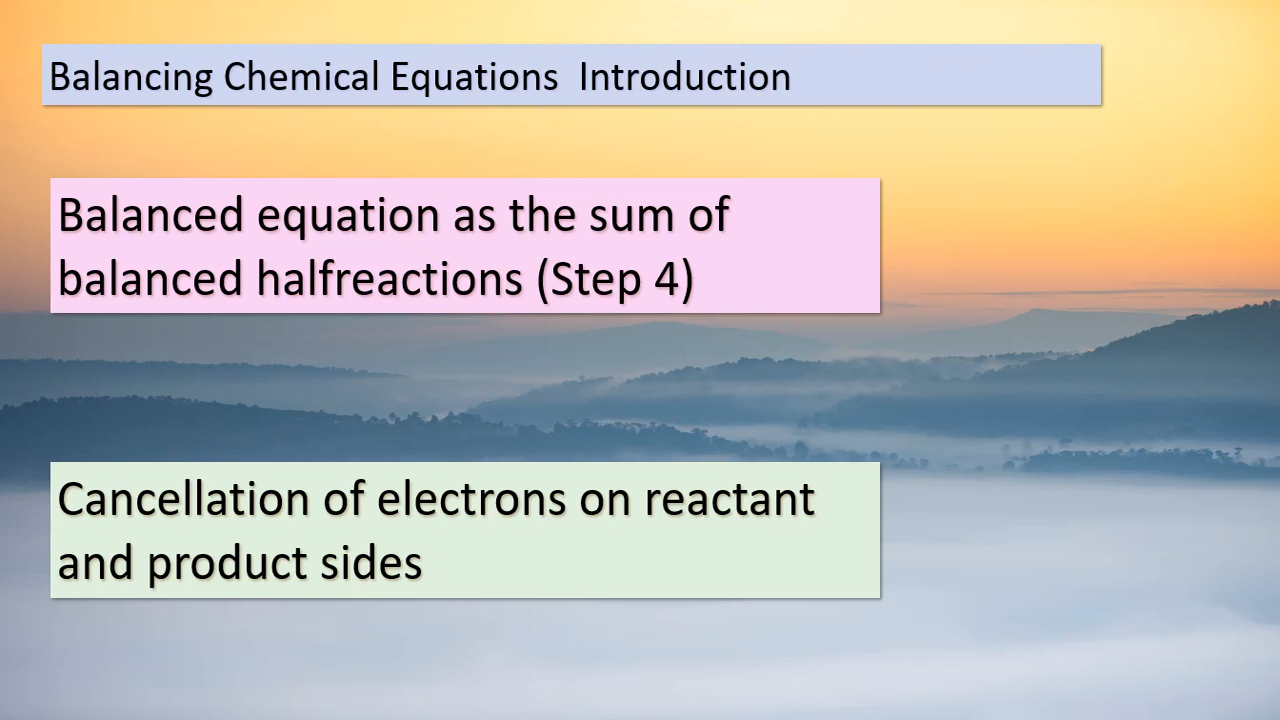 Balancing Chemical Equations  Introduction
Balanced equation as the sum of
balanced halfreactions (Step 4)
Cancellation of electrons on reactant
and product sides